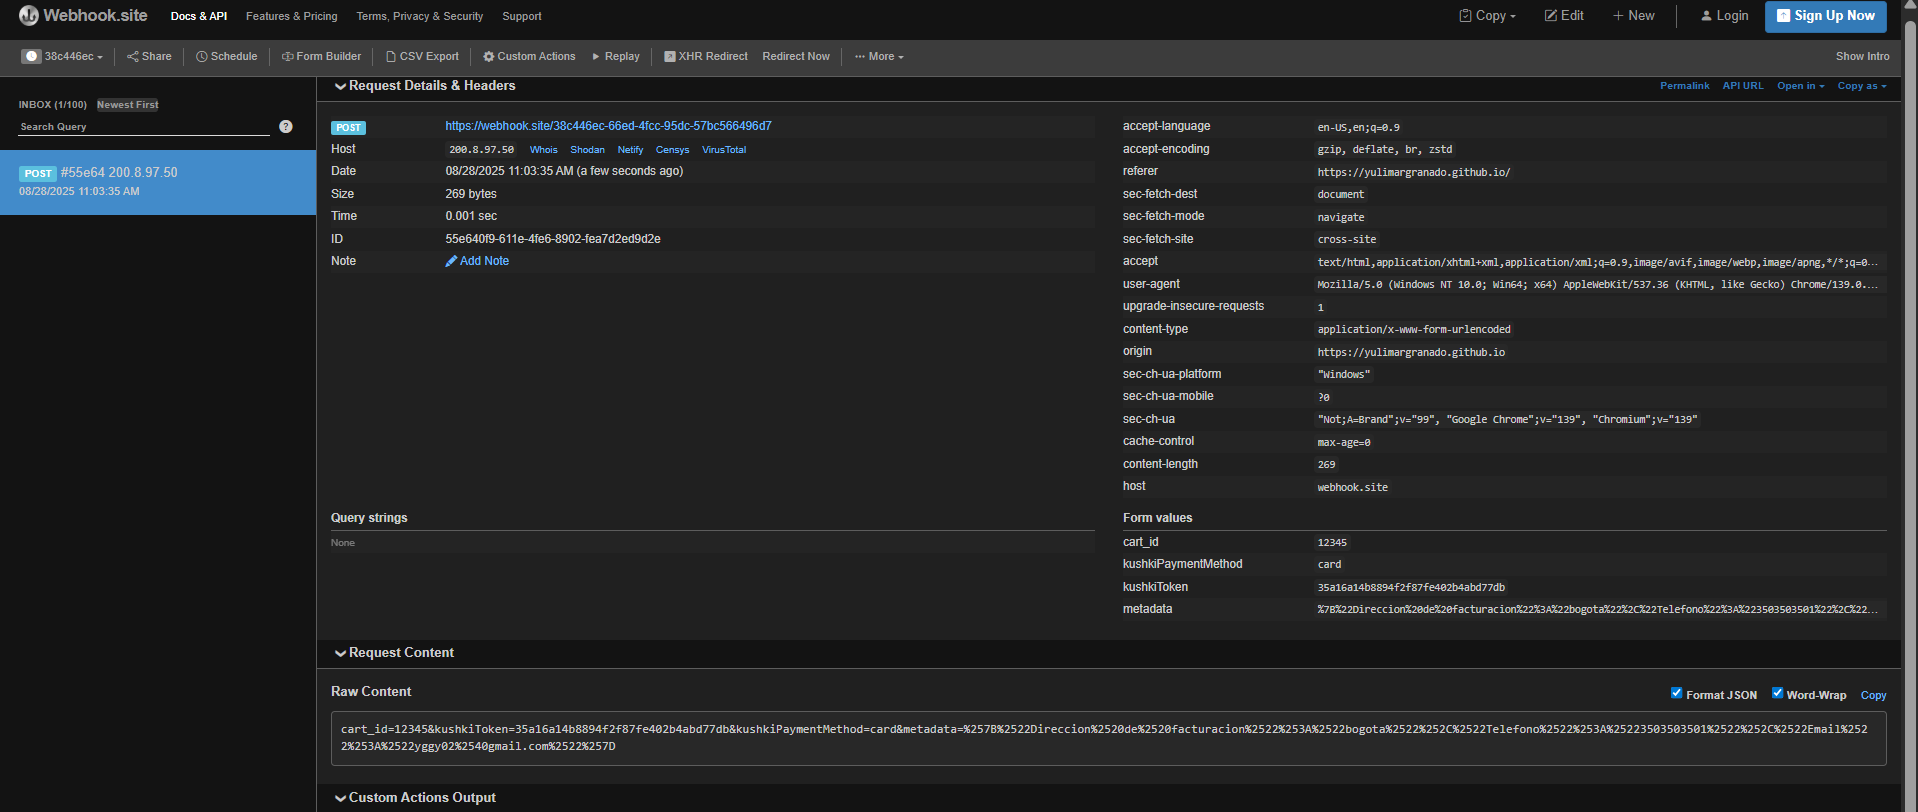 Webhook.site Docs & API Features & Pricing Terms, Privacy & Security Support Copy Edit New Login Sign Up Now
38c446ec Share Schedule Form Builder CSV Export Custom Actions Replay XHR Redirect Redirect Now ··· More Show Intro
INBOX (1/100) Newest First
Search Query ?
POST #55e64 200.8.97.50
08/28/2025 11:03:35 AM
Request Details & Headers Permalink API URL Open in Copy as
POST https://webhook.site/38c446ec-66ed-4fcc-95dc-57bc566496d7
Host 200.8.97.50 Whois Shodan Netify Censys VirusTotal
Date 08/28/2025 11:03:35 AM (a few seconds ago)
Size 269 bytes
Time 0.001 sec
ID 55e640f9-611e-4fe6-8902-fea7d2ed9d2e
Note Add Note
accept-language en-US,en;q=0.9
accept-encoding gzip, deflate, br, zstd
referer https://yulimargranado.github.io/
sec-fetch-dest document
sec-fetch-mode navigate
sec-fetch-site cross-site
accept text/html,application/xhtml+xml,application/xml;q=0.9,image/avif,image/webp,image/apng,*/*;q=0...
user-agent Mozilla/5.0 (Windows NT 10.0; Win64; x64) AppleWebKit/537.36 (KHTML, like Gecko) Chrome/139.0....
upgrade-insecure-requests 1
content-type application/x-www-form-urlencoded
origin https://yulimargranado.github.io
sec-ch-ua-platform "Windows"
sec-ch-ua-mobile ?0
sec-ch-ua "Not;A=Brand";v="99", "Google Chrome";v="139", "Chromium";v="139"
cache-control max-age=0
content-length 269
host webhook.site
Query strings
None
Form values
cart_id 12345
kushkiPaymentMethod card
kushkiToken 35a16a14b8894f2f87fe402b4abd77db
metadata %7B%22Direccion%20de%20facturacion%22%3A%22bogota%22%2C%22Telefono%22%3A%223503503501%22%2C%22...
Request Content
Raw Content Format JSON Word-Wrap Copy
cart_id=12345&kushkiToken=35a16a14b8894f2f87fe402b4abd77db&kushkiPaymentMethod=card&metadata=%257B%2522Direccion%2520de%2520facturacion%2522%253A%2522bogota%2522%252C%2522Telefono%2522%253A%25223503503501%2522%252C%2522Email%252
2%253A%2522yggy02%2540gmail.com%2522%257D
Custom Actions Output